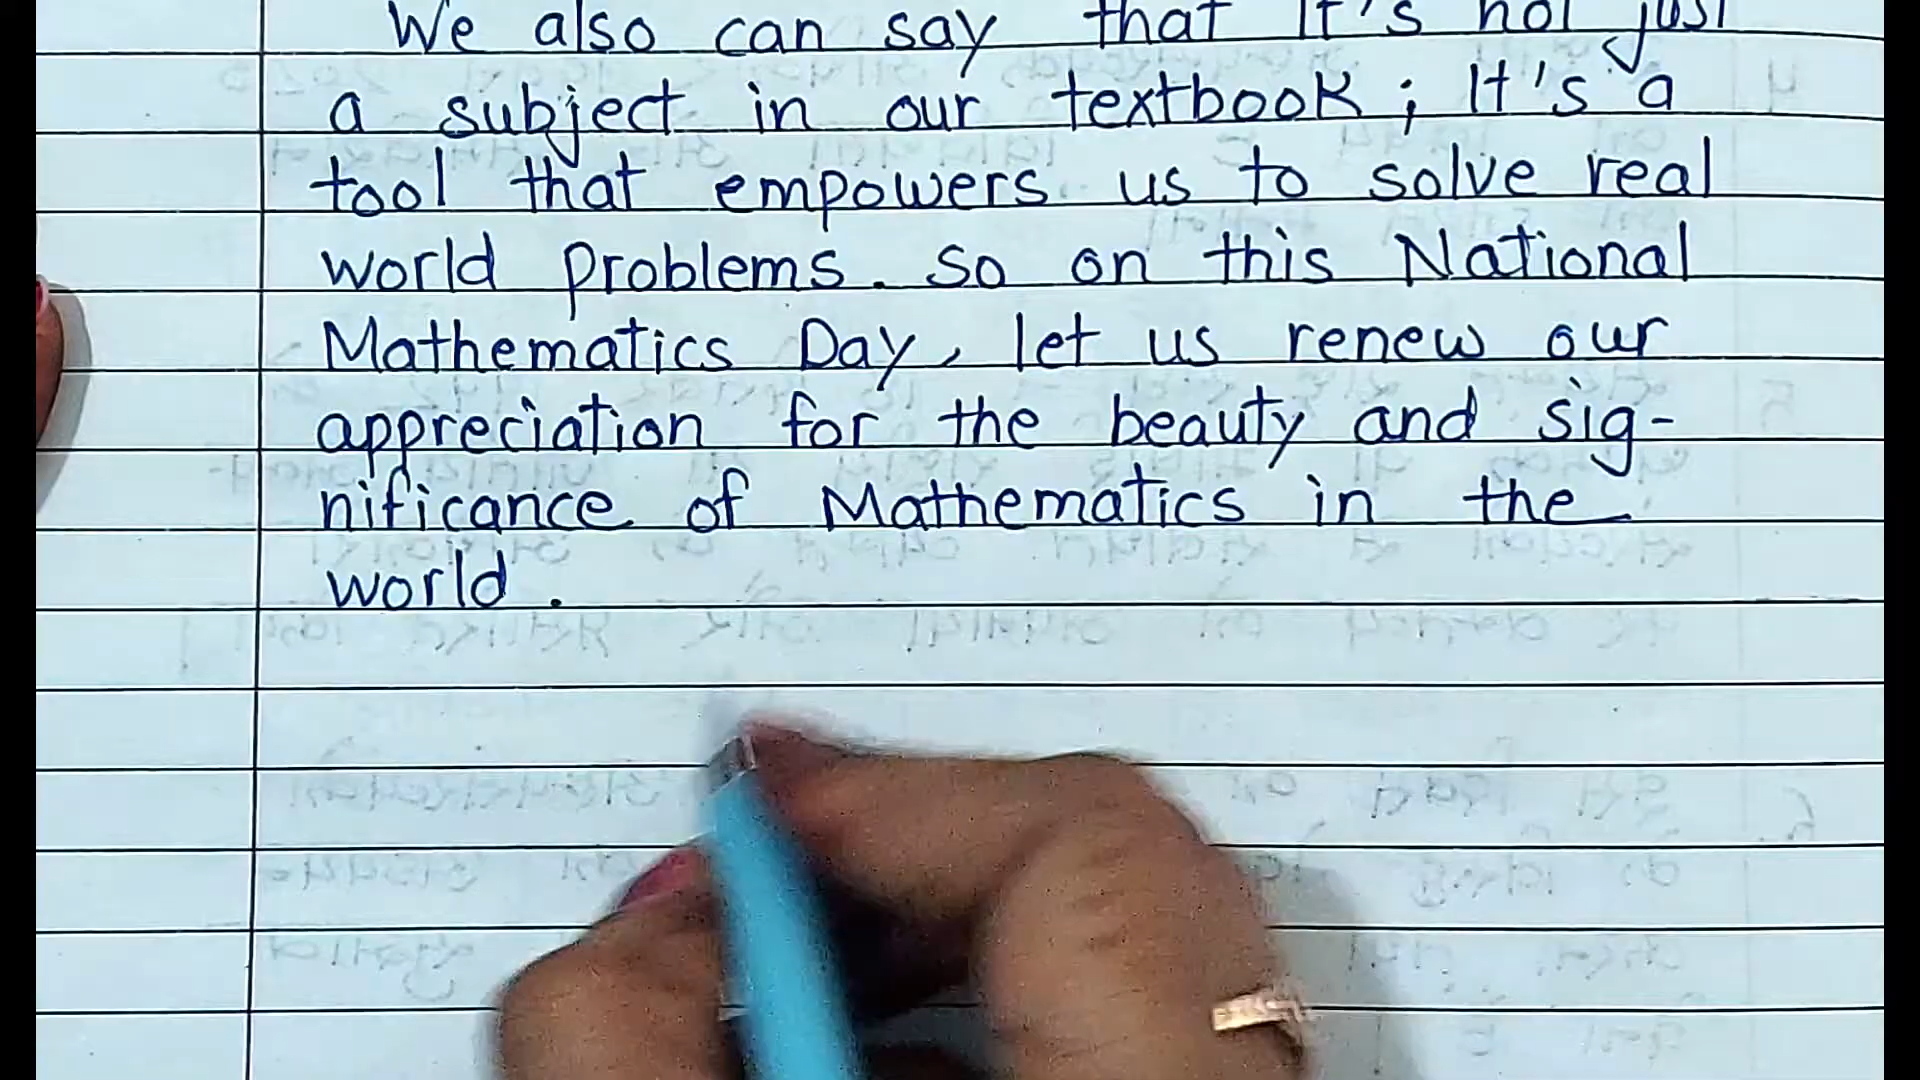 We also can say that It's not just
a subject in our textbook; It's a
tool that empowers us to solve real
world problems. So on this National
Mathematics Day, let us renew our
appreciation for the beauty and sig-
nificance of Mathematics in the
world.